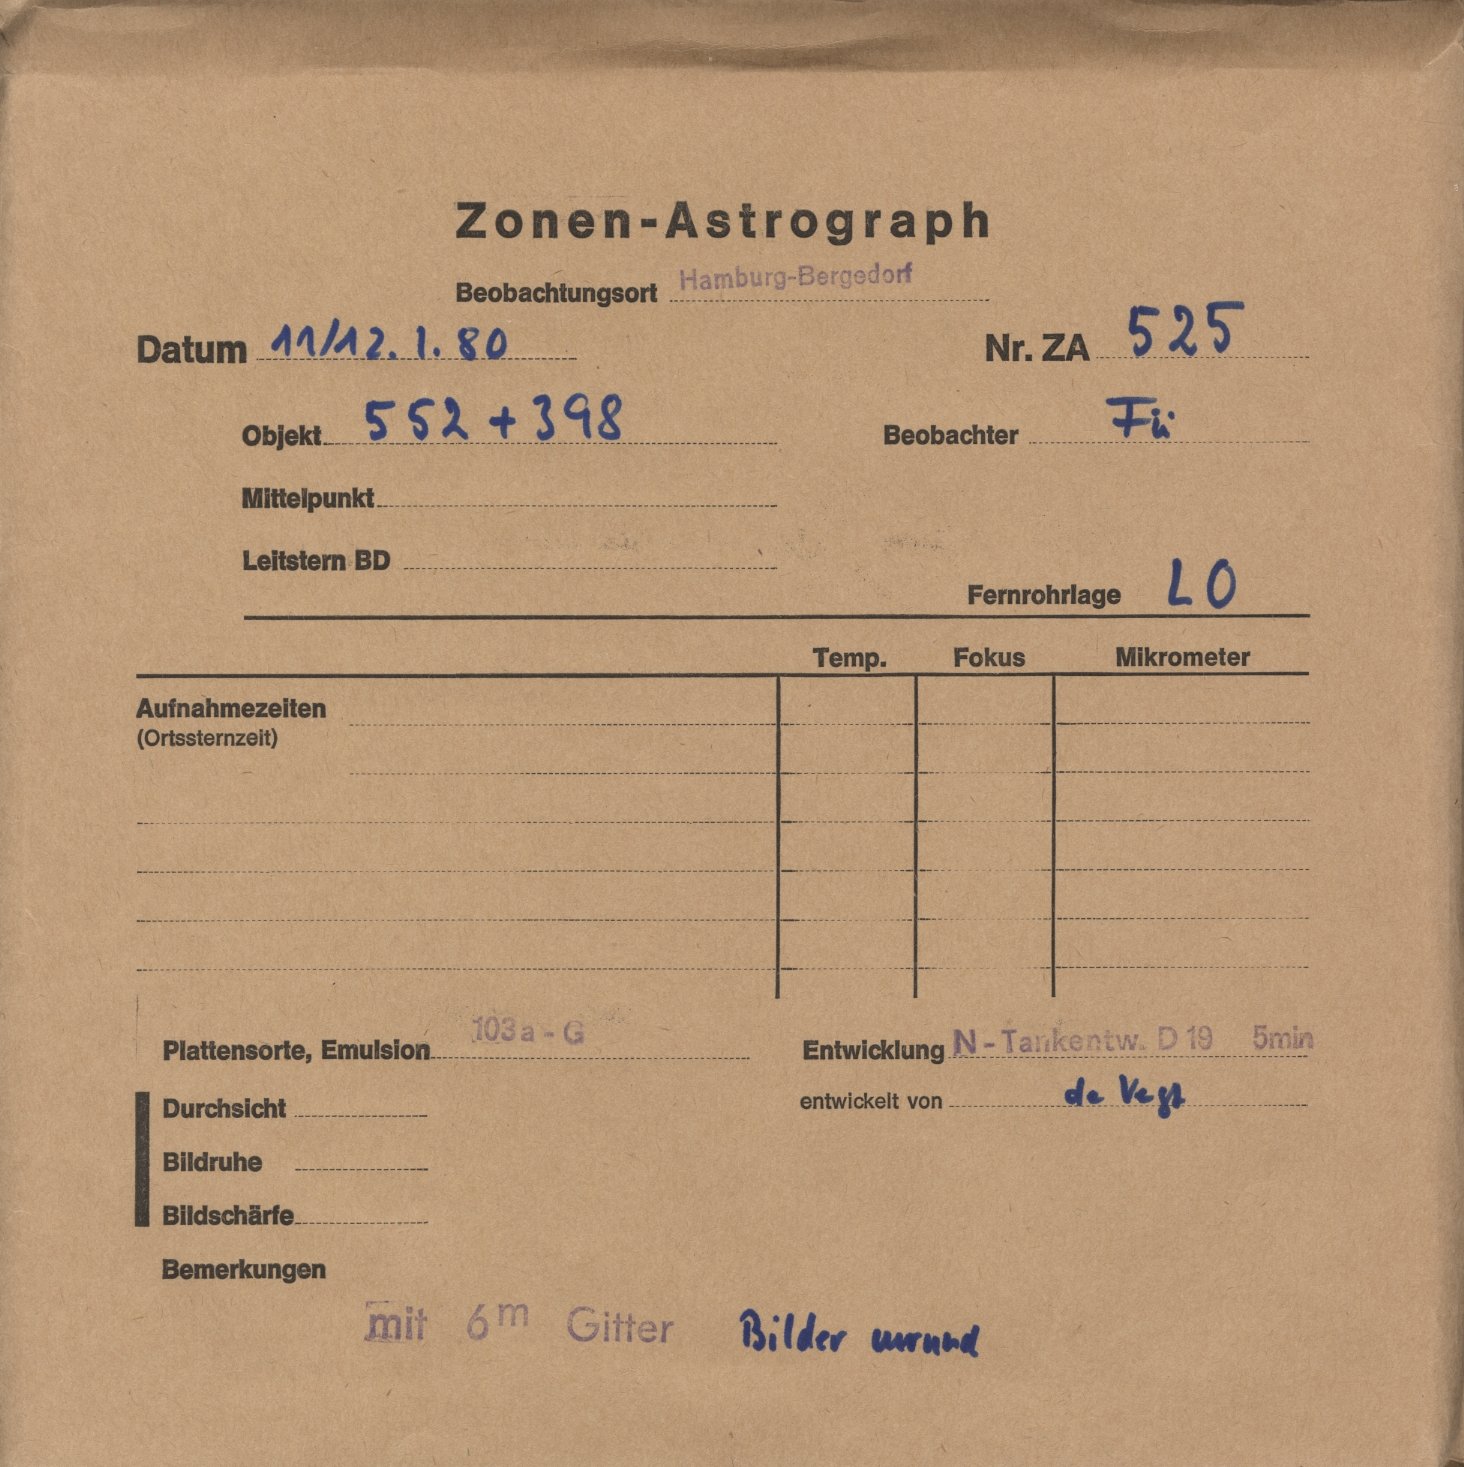 Zonen-Astrograph
Beobachtungsort Hamburg-Bergedorf
Datum 11/12. 1. 80 Nr. ZA 525
Objekt 552 + 398 Beobachter Fü
Mittelpunkt
Leitstern BD
Fernrohrlage LO
Temp. Fokus Mikrometer
Aufnahmezeiten
(Ortssternzeit)
Plattensorte, Emulsion 103a - G Entwicklung N - Tankentw. D 19 5min
Durchsicht entwickelt von de Vegt
Bildruhe
Bildschärfe
Bemerkungen
mit 6m Gitter Bilder unrund